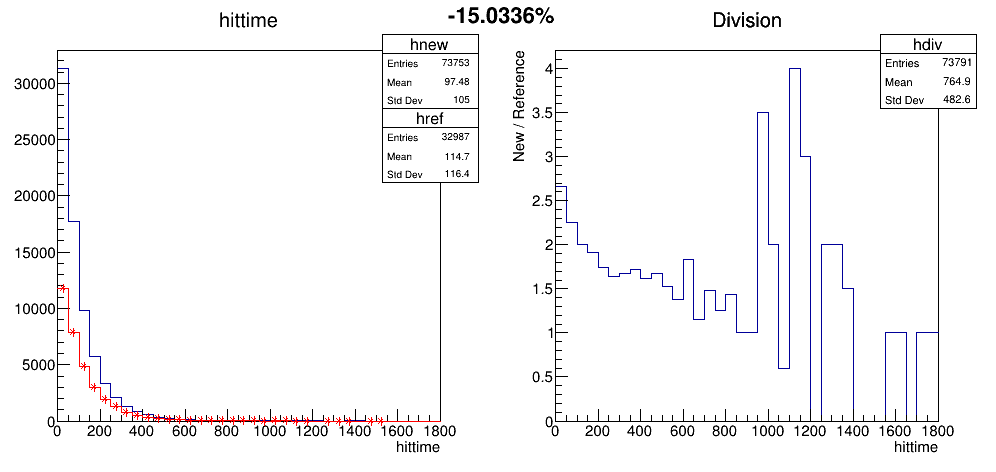 -15.0336%
hittime
hnew
Entries 73753
Mean 97.48
Std Dev 105
href
Entries 32987
Mean 114.7
Std Dev 116.4
30000
25000
20000
15000
10000
5000
0
0 200 400 600 800 1000 1200 1400 1600 1800
hittime
Division
hdiv
Entries 73791
Mean 764.9
Std Dev 482.6
New / Reference
4
3.5
3
2.5
2
1.5
1
0.5
0
0 200 400 600 800 1000 1200 1400 1600 1800
hittime